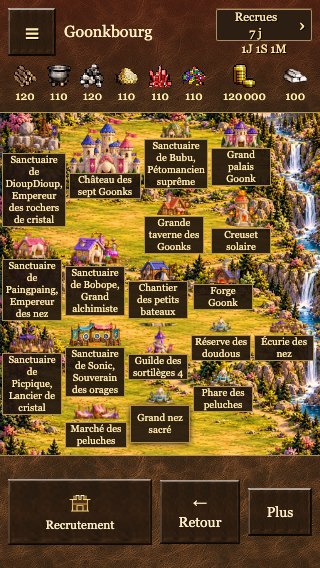 Goonkbourg
Recrues
7 j
1J 1S 1M
120 110 120 110 110 110 120 000 100
Sanctuaire
de
DioupDioup,
Empereur
des rochers
de cristal
Château des
sept Goonks
Sanctuaire
de Bubu,
Pétomancien
suprême
Grand
palais
Goonk
Grande
taverne des
Goonks
Creuset
solaire
Sanctuaire
de
Paingpaing,
Empereur
des nez
Sanctuaire
de Bobope,
Grand
alchimiste
Chantier
des petits
bateaux
Forge
Goonk
Sanctuaire
de
Picpique,
Lancier de
cristal
Sanctuaire
de Sonic,
Souverain
des orages
Guilde des
sortilèges 4
Réserve des
doudous
Écurie des
nez
Phare des
peluches
Marché des
peluches
Grand nez
sacré
Recrutement
←
Retour
Plus